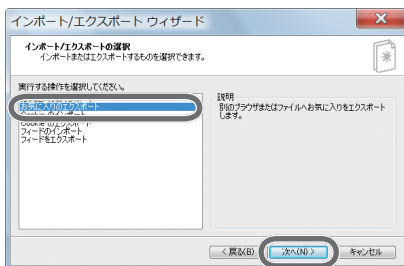 インポート/エクスポート ウィザード
インポート/エクスポートの選択
インポートまたはエクスポートするものを選択できます。
実行する操作を選択してください。
お気に入りのエクスポート
フィードのインポート
フィードをエクスポート
説明
別のブラウザまたはファイルへお気に入りをエクスポート
します。
< 戻る(B)
次へ(N) >
キャンセル